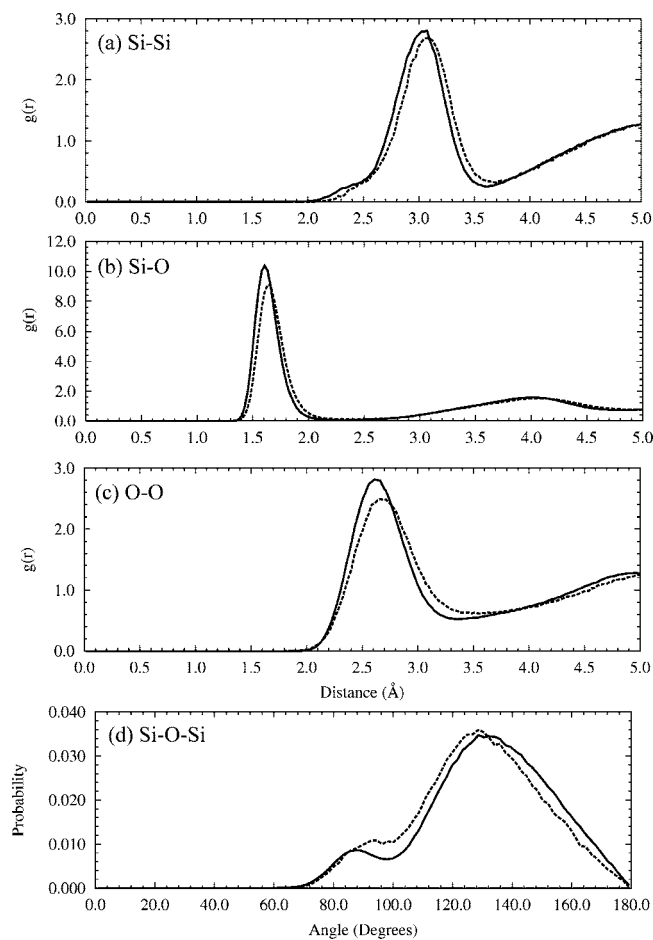 (a) Si-Si
g(r)
3.0
2.0
1.0
0.0
0.0 0.5 1.0 1.5 2.0 2.5 3.0 3.5 4.0 4.5 5.0
(b) Si-O
g(r)
12.0
10.0
8.0
6.0
4.0
2.0
0.0
0.0 0.5 1.0 1.5 2.0 2.5 3.0 3.5 4.0 4.5 5.0
(c) O-O
g(r)
3.0
2.0
1.0
0.0
0.0 0.5 1.0 1.5 2.0 2.5 3.0 3.5 4.0 4.5 5.0
Distance (Å)
(d) Si-O-Si
Probability
0.040
0.030
0.020
0.010
0.000
0.0 20.0 40.0 60.0 80.0 100.0 120.0 140.0 160.0 180.0
Angle (Degrees)